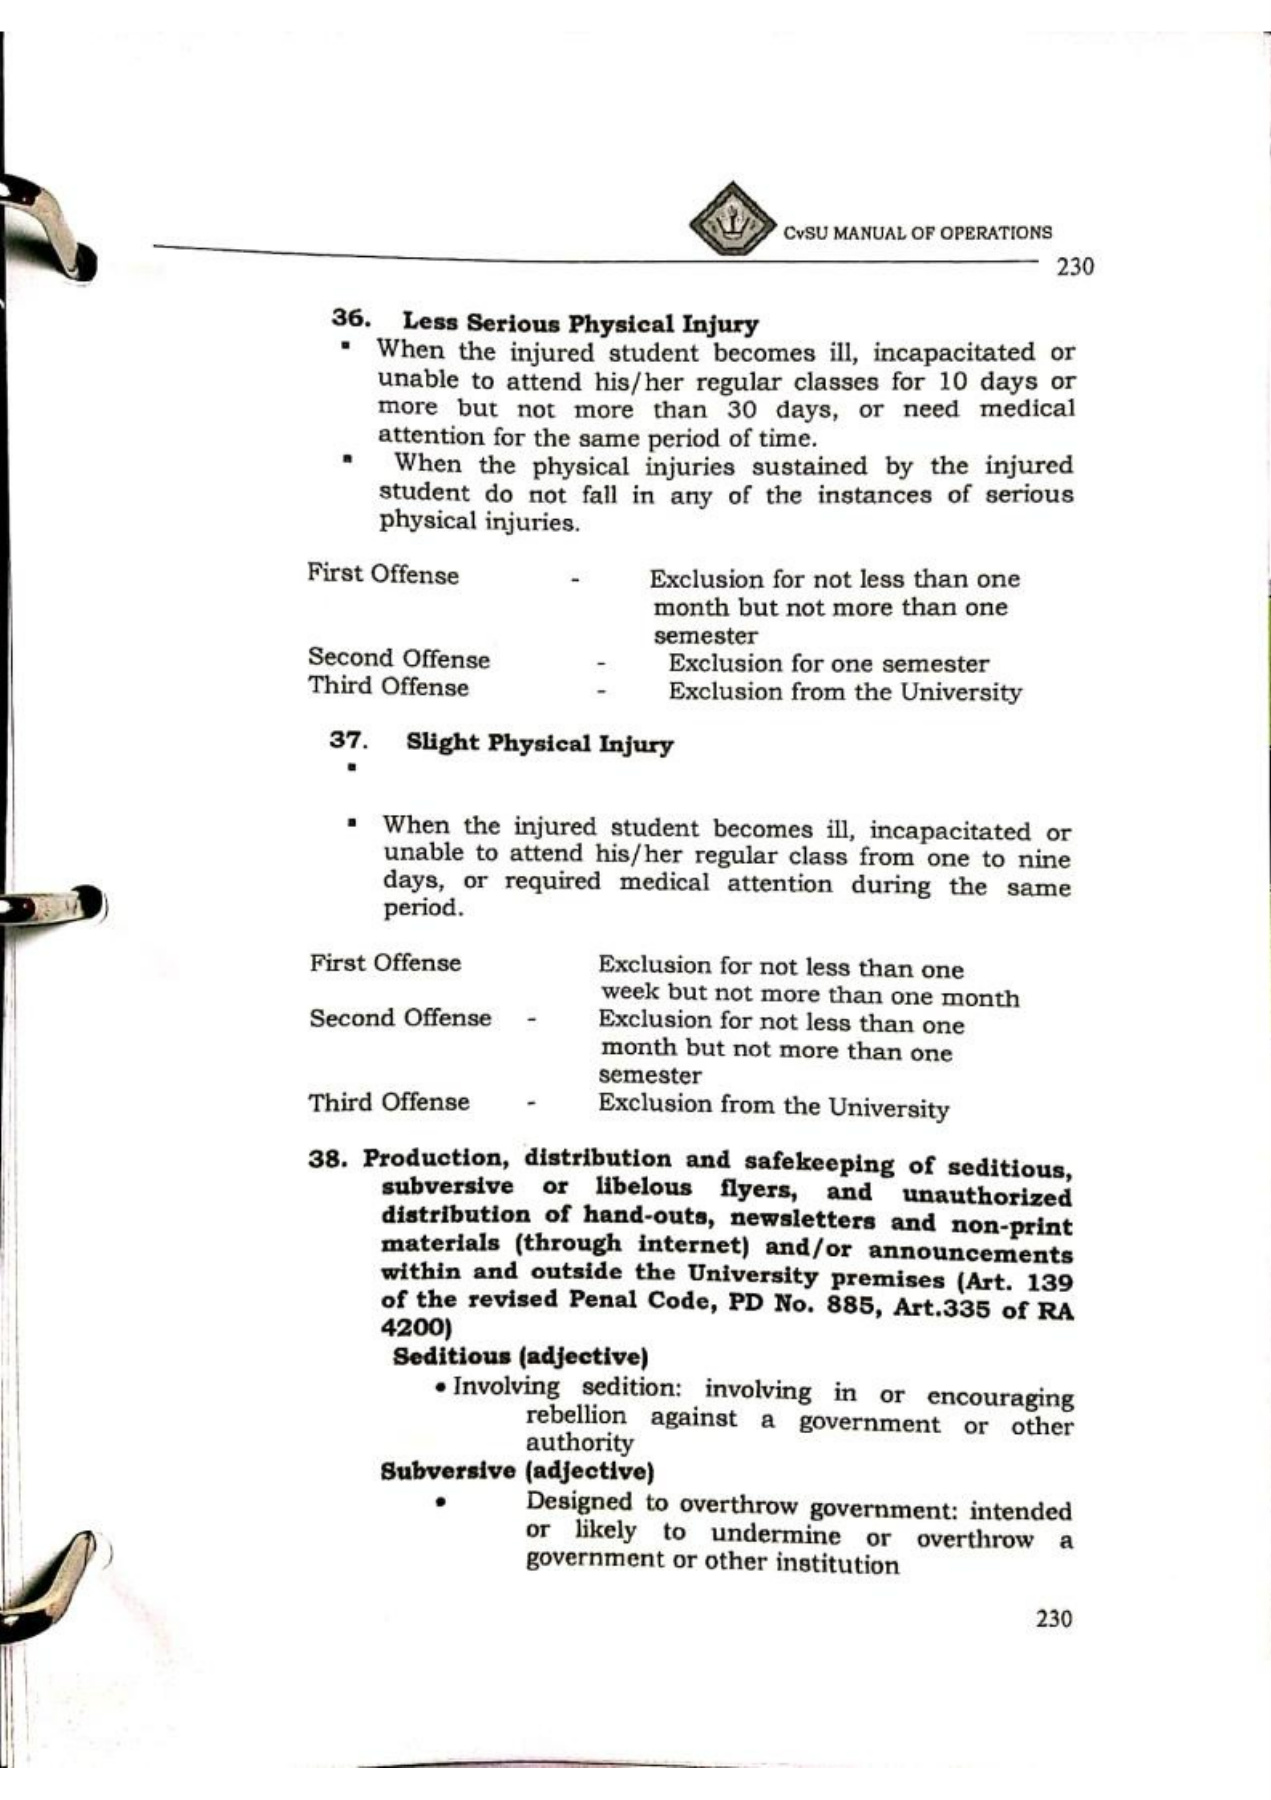 CvSU MANUAL OF OPERATIONS
230
36. Less Serious Physical Injury
▪ When the injured student becomes ill, incapacitated or
unable to attend his/her regular classes for 10 days or
more but not more than 30 days, or need medical
attention for the same period of time.
▪ When the physical injuries sustained by the injured
student do not fall in any of the instances of serious
physical injuries.
First Offense - Exclusion for not less than one
month but not more than one
semester
Second Offense - Exclusion for one semester
Third Offense - Exclusion from the University
37. Slight Physical Injury
▪
▪ When the injured student becomes ill, incapacitated or
unable to attend his/her regular class from one to nine
days, or required medical attention during the same
period.
First Offense Exclusion for not less than one
week but not more than one month
Second Offense - Exclusion for not less than one
month but not more than one
semester
Third Offense - Exclusion from the University
38. Production, distribution and safekeeping of seditious,
subversive or libelous flyers, and unauthorized
distribution of hand-outs, newsletters and non-print
materials (through internet) and/or announcements
within and outside the University premises (Art. 139
of the revised Penal Code, PD No. 885, Art.335 of RA
4200)
Seditious (adjective)
• Involving sedition: involving in or encouraging
rebellion against a government or other
authority
Subversive (adjective)
• Designed to overthrow government: intended
or likely to undermine or overthrow a
government or other institution
230